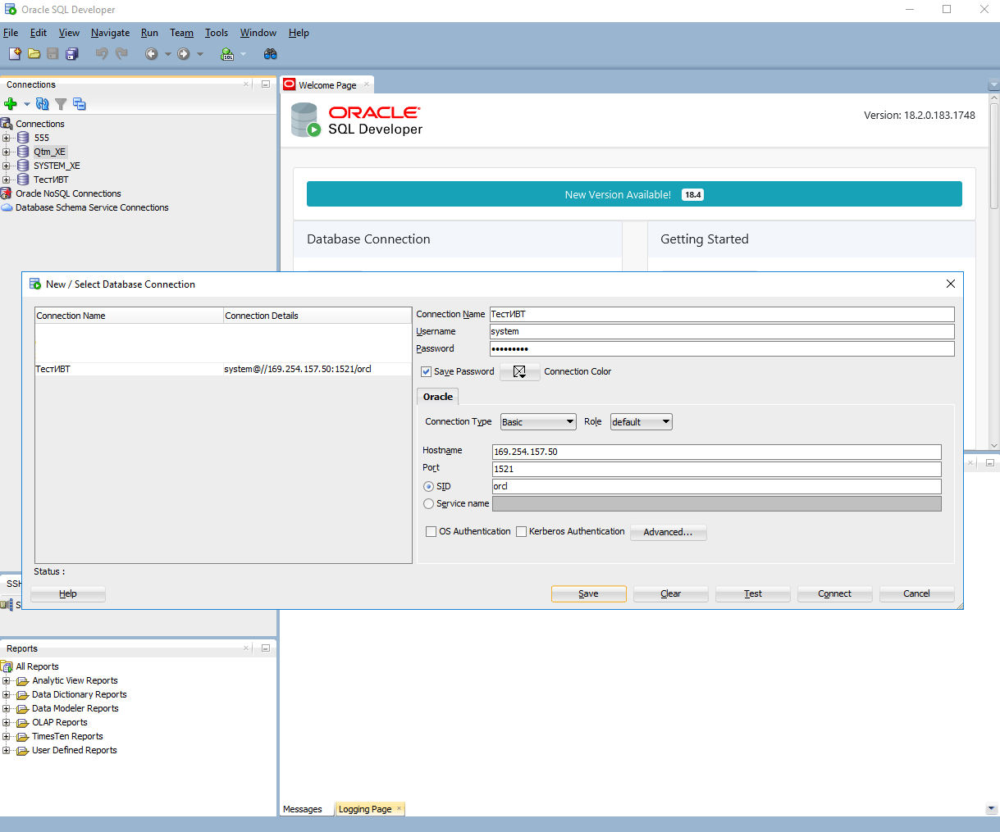 Oracle SQL Developer
File Edit View Navigate Run Team Tools Window Help
Connections
Connections
555
Qtm_XE
SYSTEM_XE
ТестИВТ
Oracle NoSQL Connections
Database Schema Service Connections
Welcome Page
ORACLE
SQL Developer
Version: 18.2.0.183.1748
New Version Available! 18.4
Database Connection
Getting Started
New / Select Database Connection
Connection Name Connection Details
ТестИВТ system@//169.254.157.50:1521/orcl
Connection Name ТестИВТ
Username system
Password •••••••••
Save Password Connection Color
Oracle
Connection Type Basic Role default
Hostname 169.254.157.50
Port 1521
SID orcl
Service name
OS Authentication Kerberos Authentication Advanced...
Status :
Help Save Clear Test Connect Cancel
SSH
S
Reports
All Reports
Analytic View Reports
Data Dictionary Reports
Data Modeler Reports
OLAP Reports
TimesTen Reports
User Defined Reports
Messages Logging Page